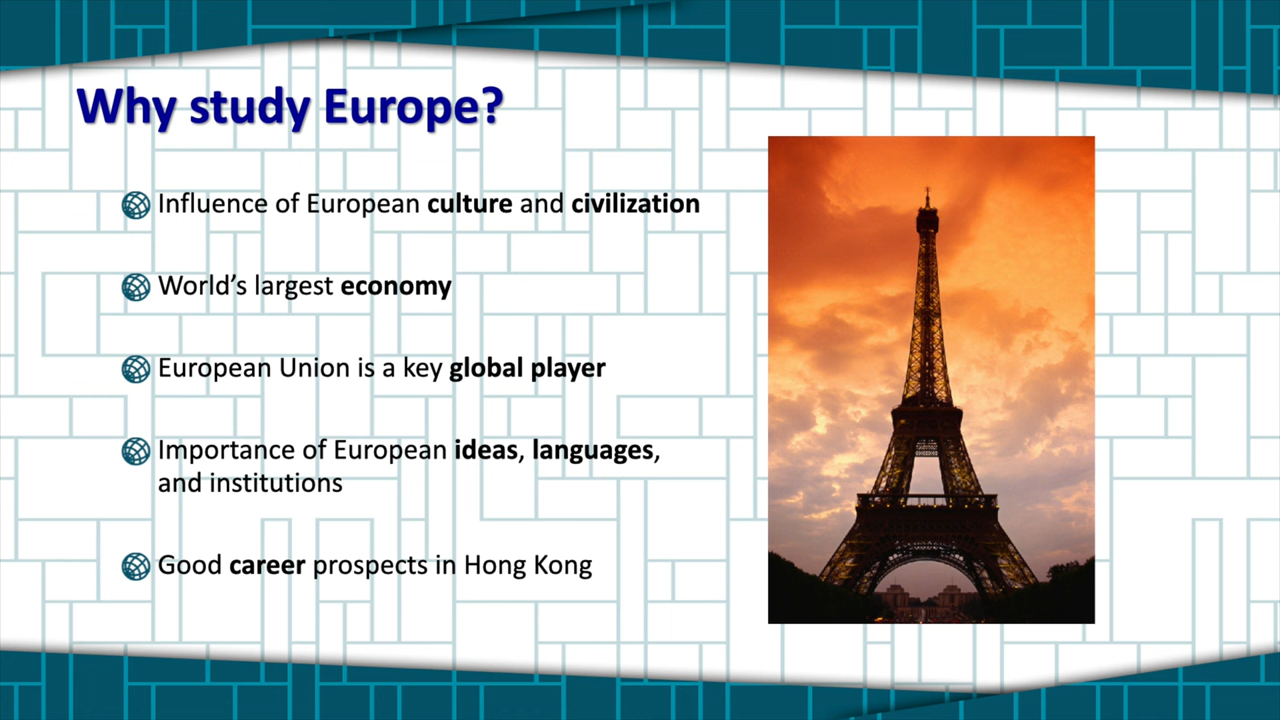 Why study Europe?
Influence of European culture and civilization
World’s largest economy
European Union is a key global player
Importance of European ideas, languages,
and institutions
Good career prospects in Hong Kong